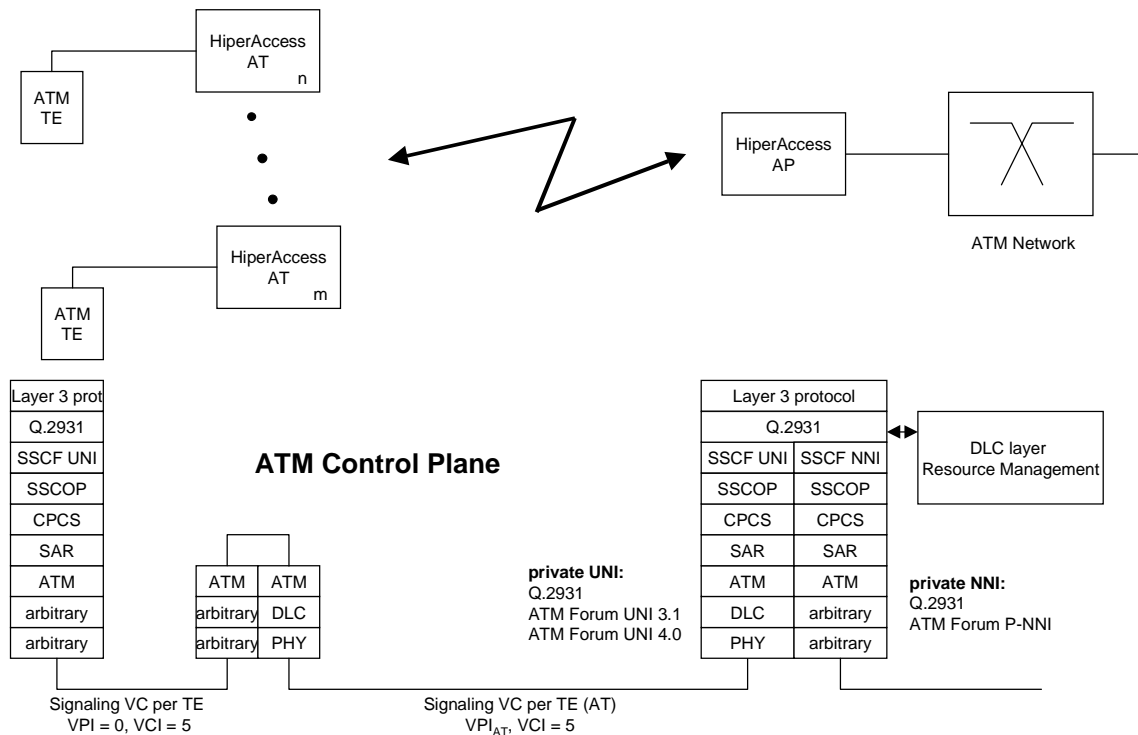 HiperAccess
AT
n
ATM
TE
HiperAccess
AP
ATM Network
HiperAccess
AT
m
ATM
TE
Layer 3 prot
Q.2931
SSCF UNI
SSCOP
CPCS
SAR
ATM
arbitrary
arbitrary
ATM Control Plane
ATM ATM
arbitrary DLC
arbitrary PHY
Layer 3 protocol
Q.2931
SSCF UNI SSCF NNI
SSCOP SSCOP
CPCS CPCS
SAR SAR
ATM ATM
DLC arbitrary
PHY arbitrary
DLC layer
Resource Management
private UNI:
Q.2931
ATM Forum UNI 3.1
ATM Forum UNI 4.0
private NNI:
Q.2931
ATM Forum P-NNI
Signaling VC per TE
VPI = 0, VCI = 5
Signaling VC per TE (AT)
VPIAT, VCI = 5